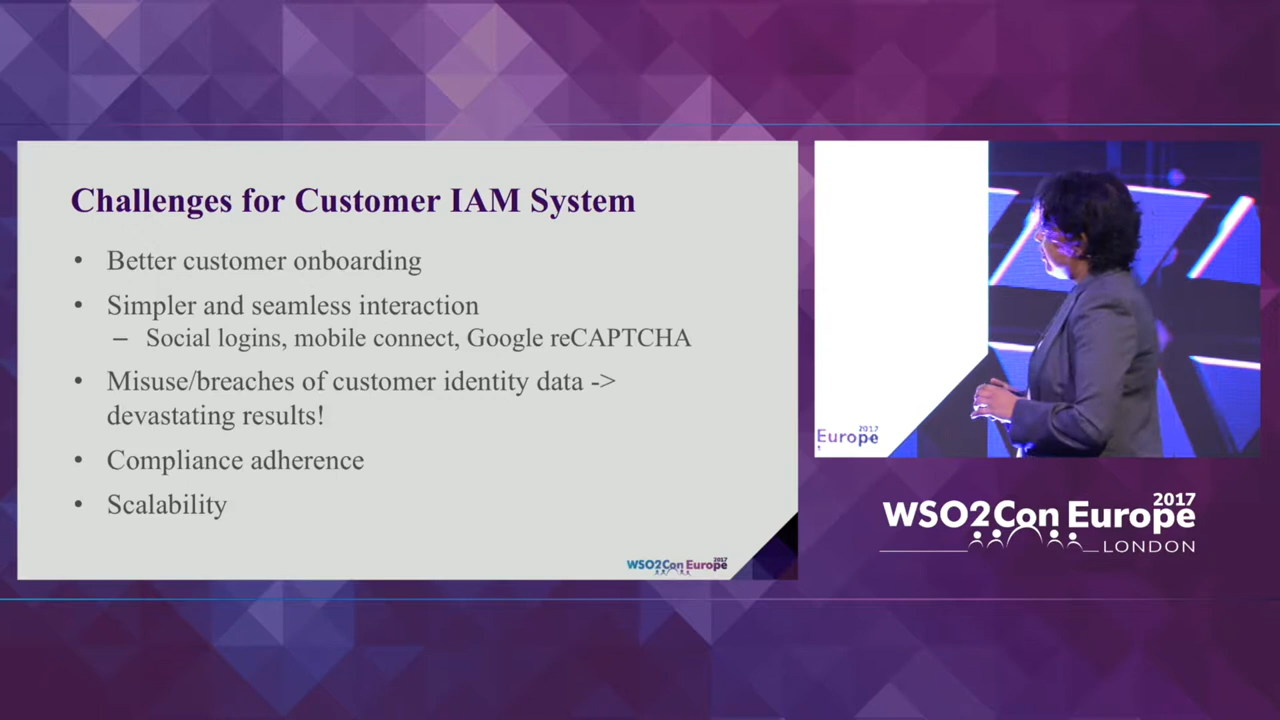 Challenges for Customer IAM System
• Better customer onboarding
• Simpler and seamless interaction
– Social logins, mobile connect, Google reCAPTCHA
• Misuse/breaches of customer identity data ->
devastating results!
• Compliance adherence
• Scalability
WSO2Con Europe 2017
Europe 2017
WSO2Con Europe 2017
LONDON